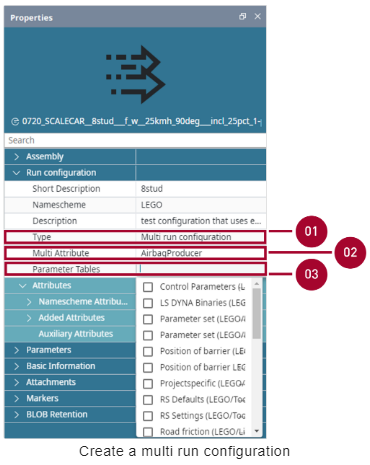 Properties
0720_SCALECAR__8stud__f_w__25kmh_90deg__incl_25pct_1-
Search
Assembly
Run configuration
Short Description 8stud
Namescheme LEGO
Description test configuration that uses e...
Type Multi run configuration 01
Multi Attribute AirbagProducer 02
Parameter Tables 03
Attributes
Namescheme Attribu...
Added Attributes
Auxiliary Attributes
Parameters
Basic Information
Attachments
Markers
BLOB Retention
Control Parameters (L
LS DYNA Binaries (LEG
Parameter set (LEGO/
Parameter set (LEGO/
Position of barrier (LE
Position of barrier LEG
Projectspecific (LEGO/
RS Defaults (LEGO/Too
RS Settings (LEGO/Too
Road friction (LEGO/L
Create a multi run configuration